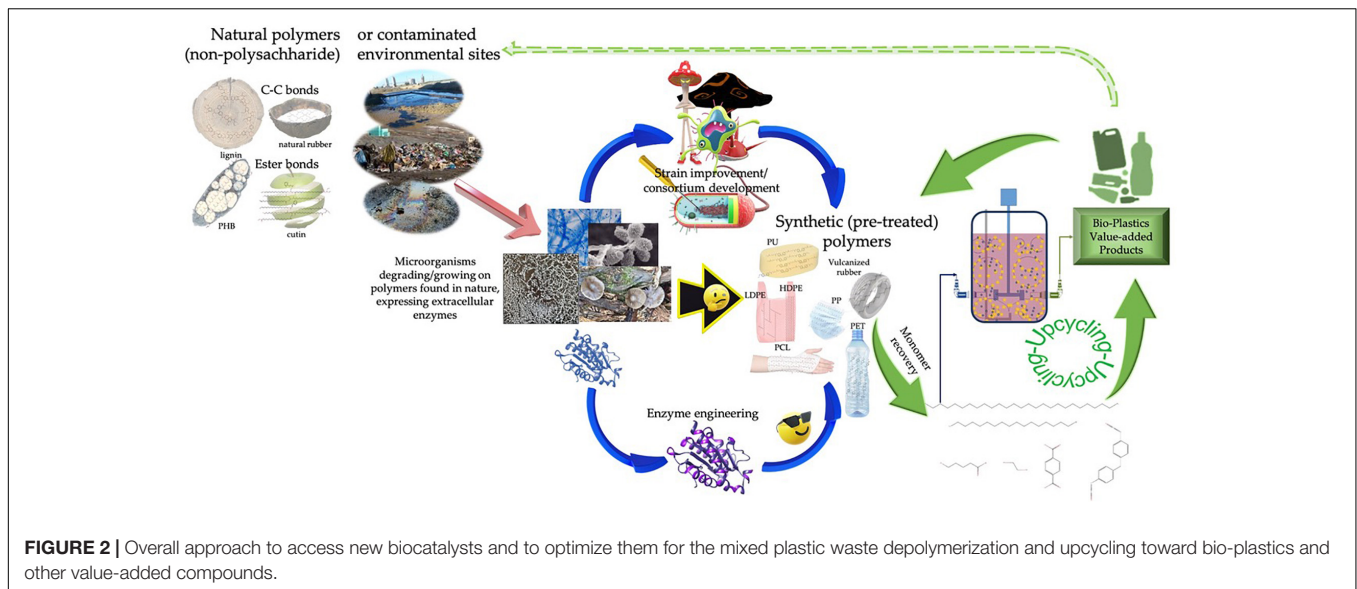 Natural polymers
(non-polysachharide)
or contaminated
environmental sites
C-C bonds
lignin
natural rubber
Ester bonds
PHB
cutin
Microorganisms
degrading/growing on
polymers found in nature,
expressing extracellular
enzymes
Strain improvement/
consortium development
Synthetic (pre-treated)
polymers
PU
Vulcanized
rubber
LDPE
HDPE
PP
PET
PCL
Enzyme engineering
Monomer
recovery
Bio-Plastics
Value-added
Products
Upcycling-Upcycling-
FIGURE 2 | Overall approach to access new biocatalysts and to optimize them for the mixed plastic waste depolymerization and upcycling toward bio-plastics and
other value-added compounds.